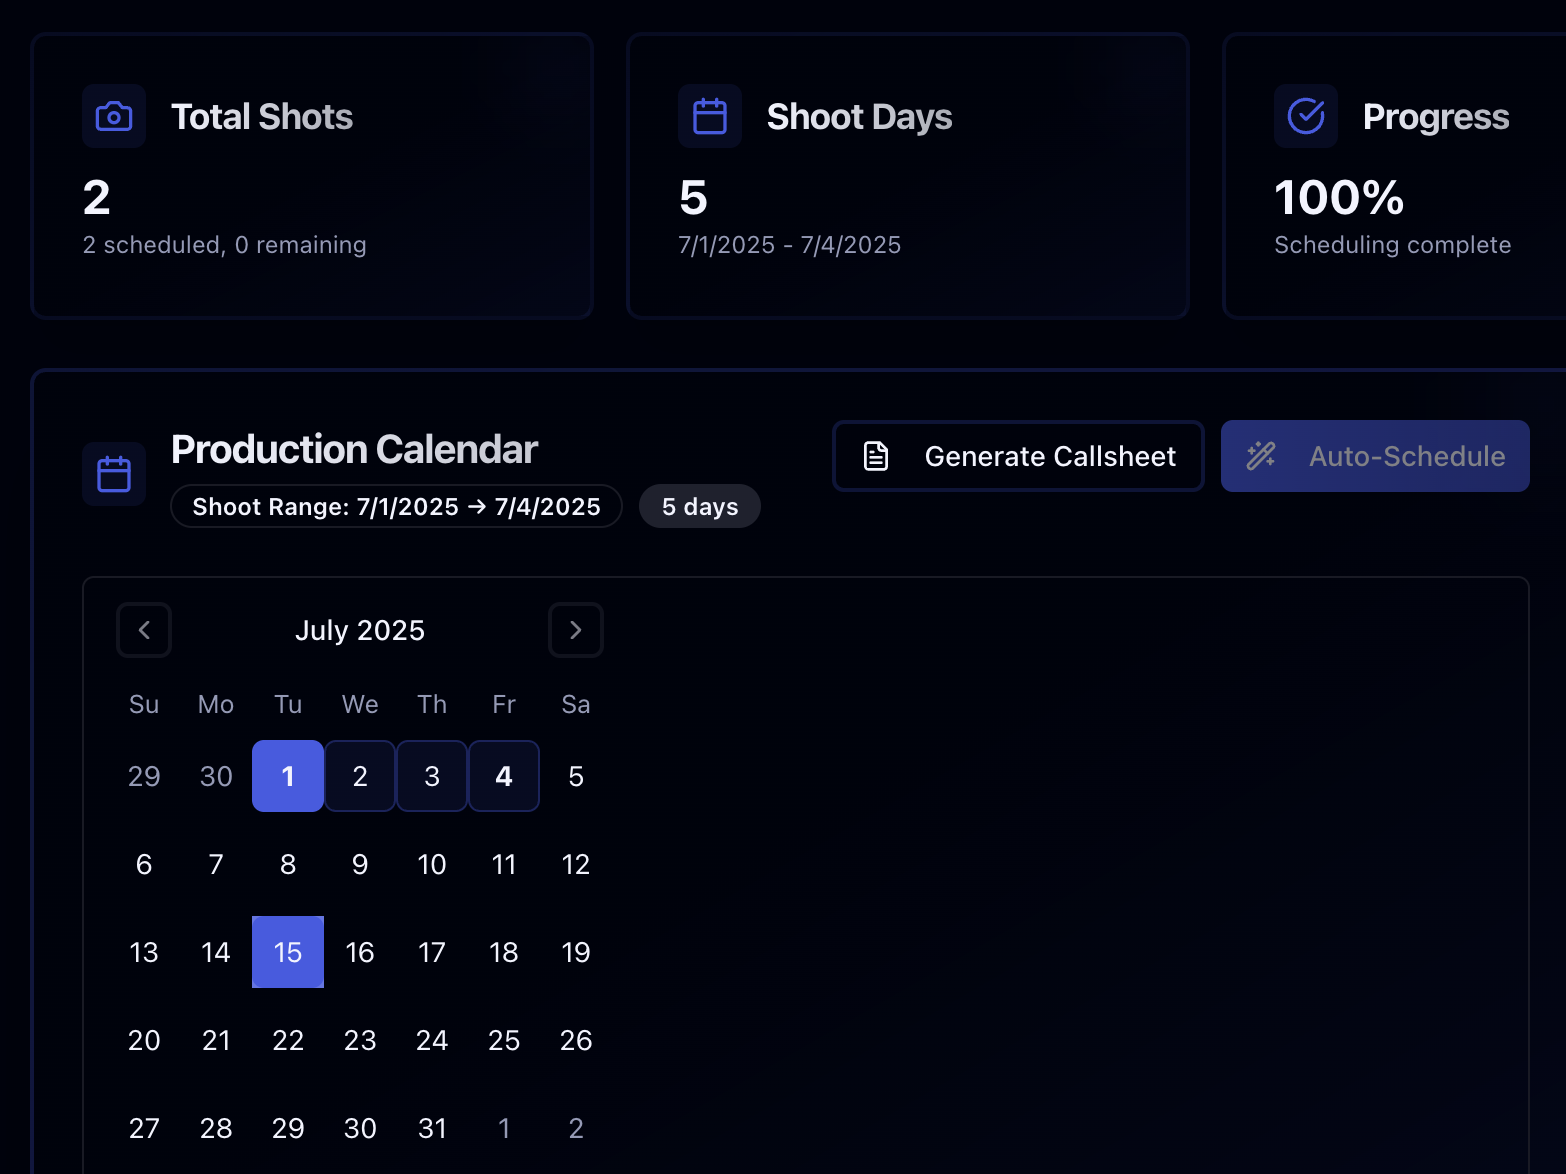 Total Shots
2
2 scheduled, 0 remaining
Shoot Days
5
7/1/2025 - 7/4/2025
Progress
100%
Scheduling complete
Production Calendar
Shoot Range: 7/1/2025 → 7/4/2025
5 days
Generate Callsheet
Auto-Schedule
July 2025
Su Mo Tu We Th Fr Sa
29 30 1 2 3 4 5
6 7 8 9 10 11 12
13 14 15 16 17 18 19
20 21 22 23 24 25 26
27 28 29 30 31 1 2